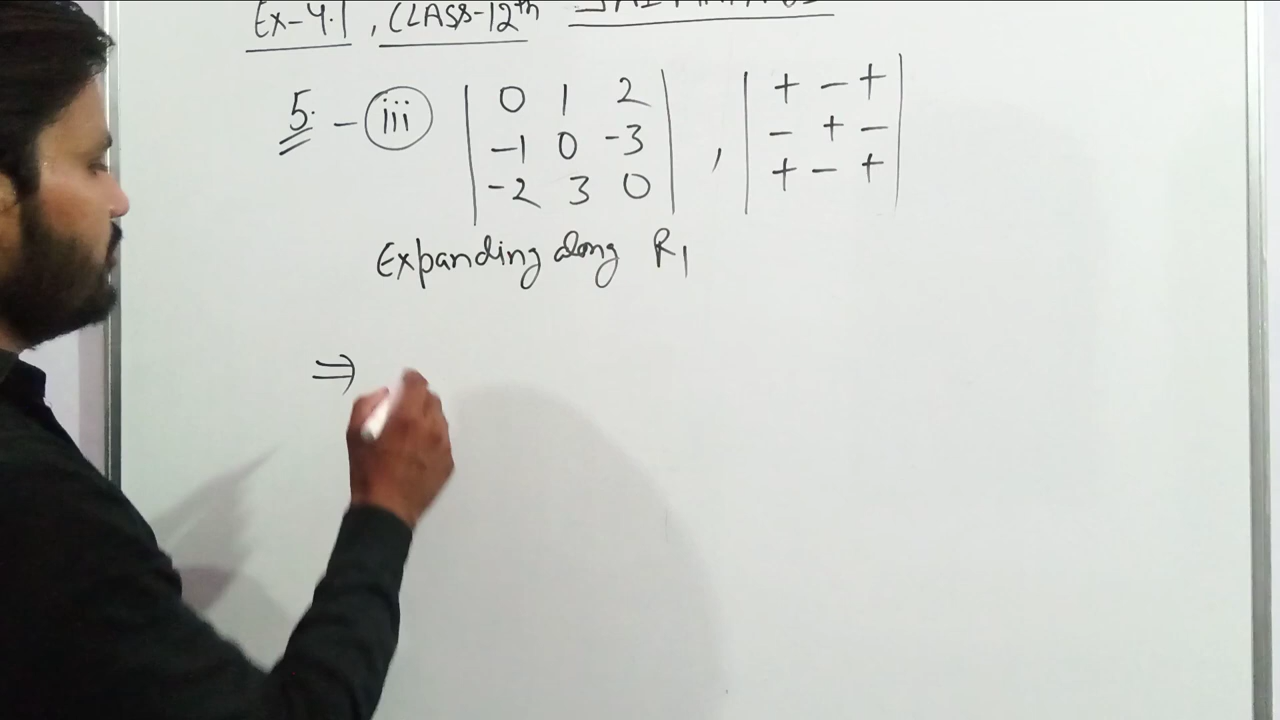 Ex-4.1, CLASS-12th
5. - iii | 0 1 2 | , | + - + |
| -1 0 -3 | | - + - |
| -2 3 0 | | + - + |
Expanding along R1
⇒